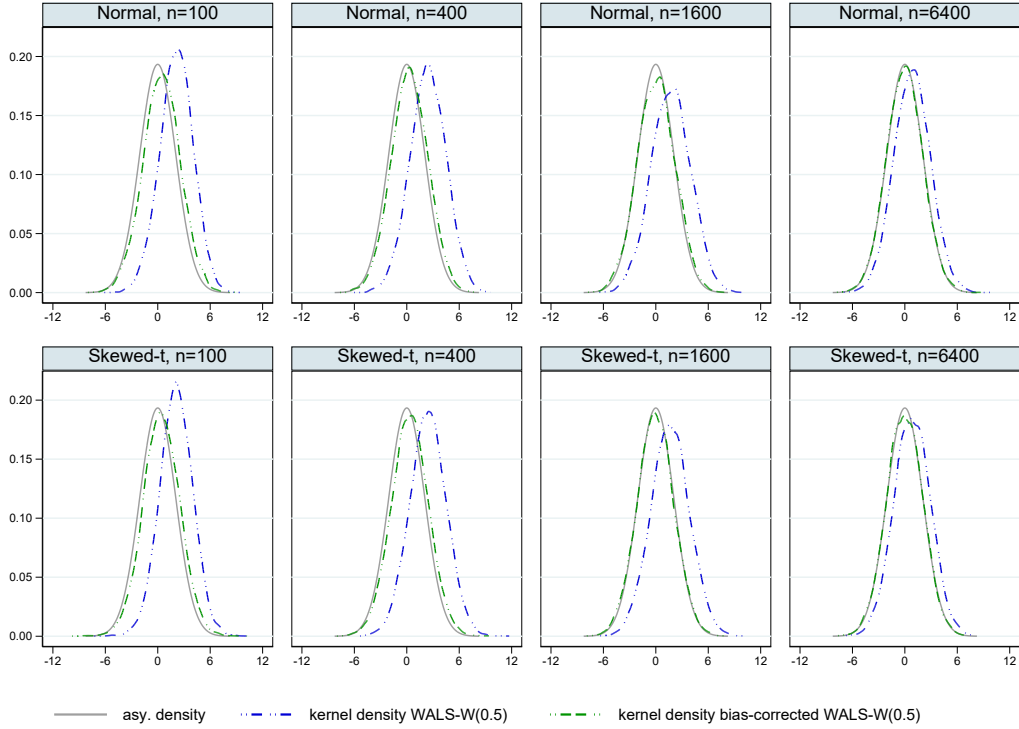 Normal, n=100 Normal, n=400 Normal, n=1600 Normal, n=6400
0.20
0.15
0.10
0.05
0.00
-12 -6 0 6 12 -12 -6 0 6 12 -12 -6 0 6 12 -12 -6 0 6 12
Skewed-t, n=100 Skewed-t, n=400 Skewed-t, n=1600 Skewed-t, n=6400
0.20
0.15
0.10
0.05
0.00
-12 -6 0 6 12 -12 -6 0 6 12 -12 -6 0 6 12 -12 -6 0 6 12
asy. density kernel density WALS-W(0.5) kernel density bias-corrected WALS-W(0.5)